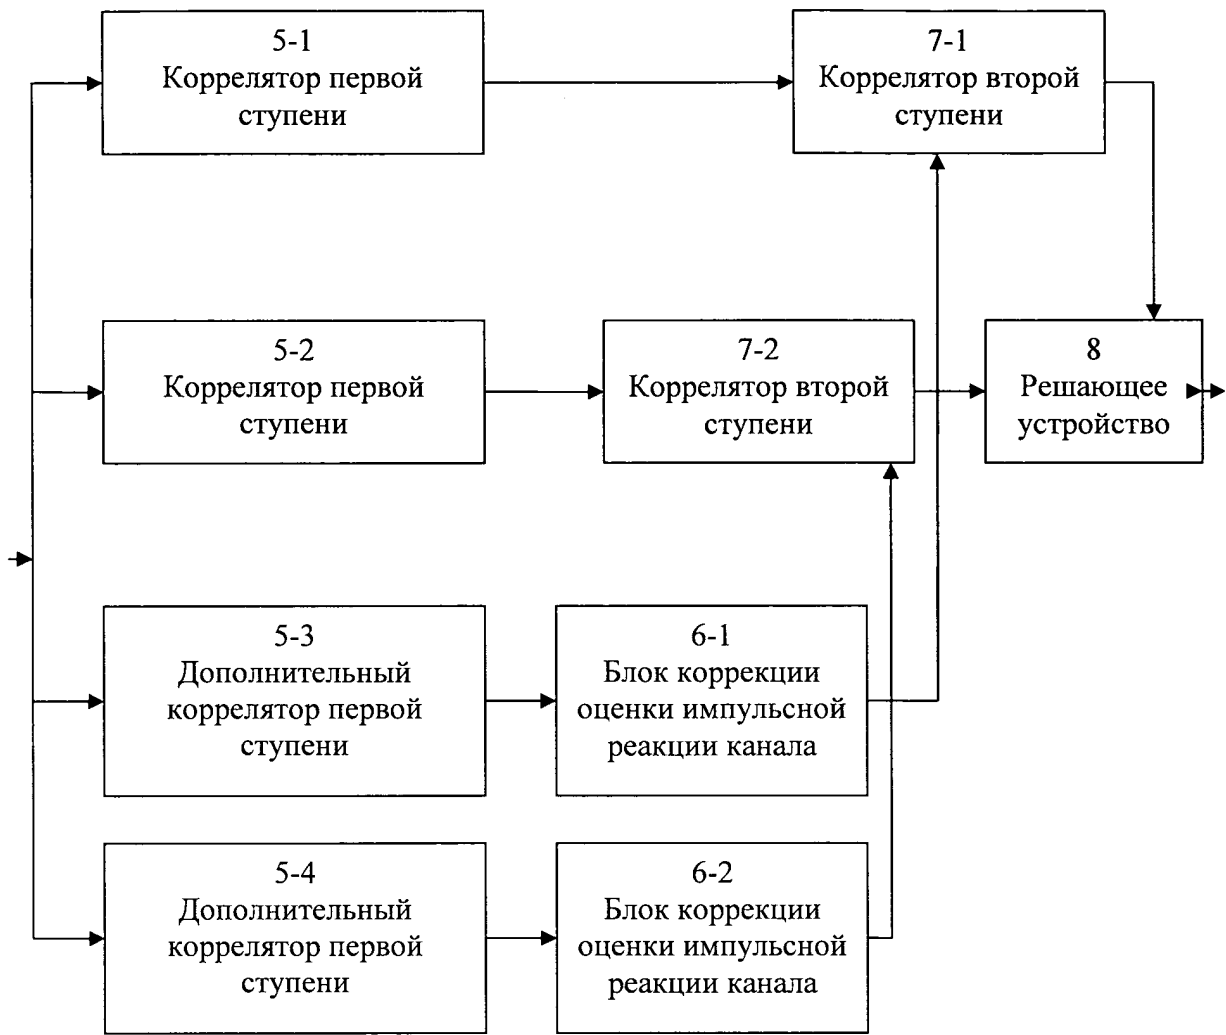 5-1
Коррелятор первой
ступени
7-1
Коррелятор второй
ступени
5-2
Коррелятор первой
ступени
7-2
Коррелятор второй
ступени
8
Решающее
устройство
5-3
Дополнительный
коррелятор первой
ступени
6-1
Блок коррекции
оценки импульсной
реакции канала
5-4
Дополнительный
коррелятор первой
ступени
6-2
Блок коррекции
оценки импульсной
реакции канала